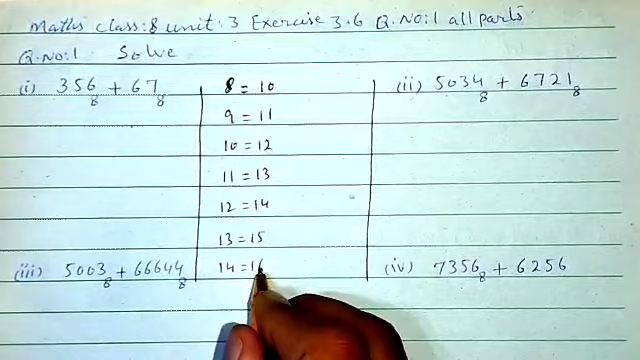 Maths class:8 unit:3 Exercise 3.6 Q.No:1 all parts.
Q.No:1 Solve
(i) 356₈ + 67₈
8 = 10
(ii) 5034₈ + 6721₈
9 = 11
10 = 12
11 = 13
12 = 14
13 = 15
(iii) 5003₈ + 66644₈
14 = 16
(iv) 7356₈ + 6256